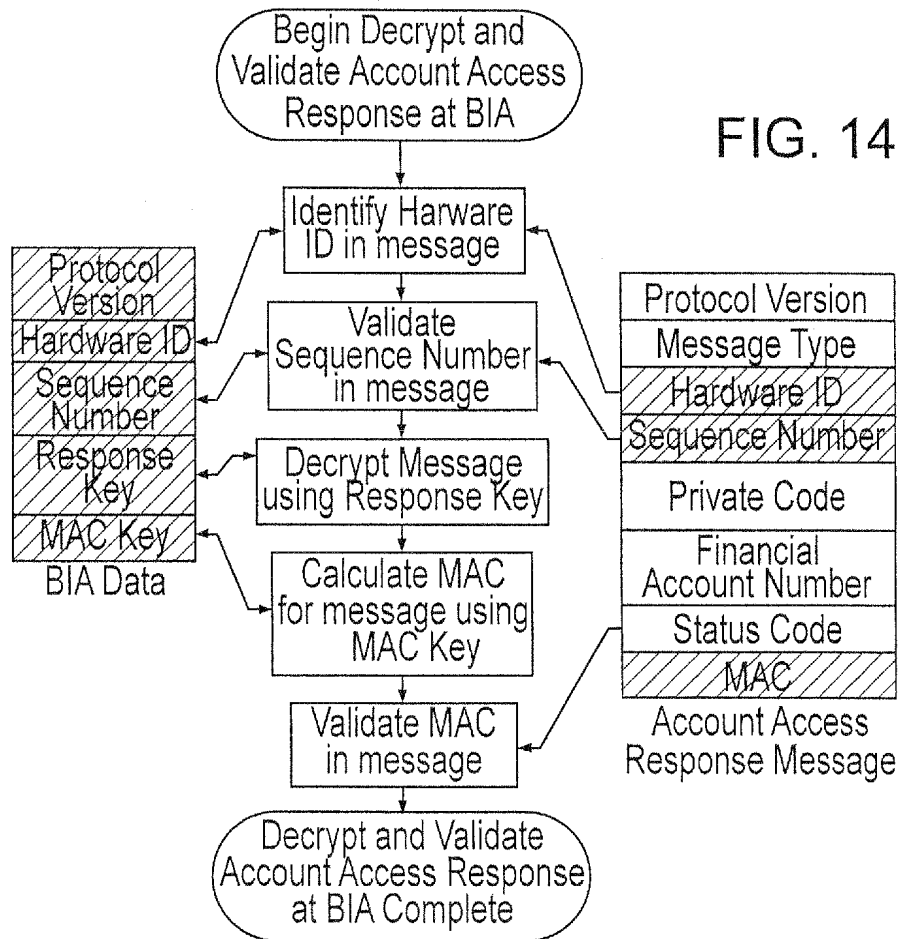 Begin Decrypt and
Validate Account Access
Response at BIA
FIG. 14
Identify Harware
ID in message
Validate
Sequence Number
in message
Decrypt Message
using Response Key
Calculate MAC
for message using
MAC Key
Validate MAC
in message
Decrypt and Validate
Account Access Response
at BIA Complete
Protocol
Version
Hardware ID
Sequence
Number
Response
Key
MAC Key
BIA Data
Protocol Version
Message Type
Hardware ID
Sequence Number
Private Code
Financial
Account Number
Status Code
MAC
Account Access
Response Message